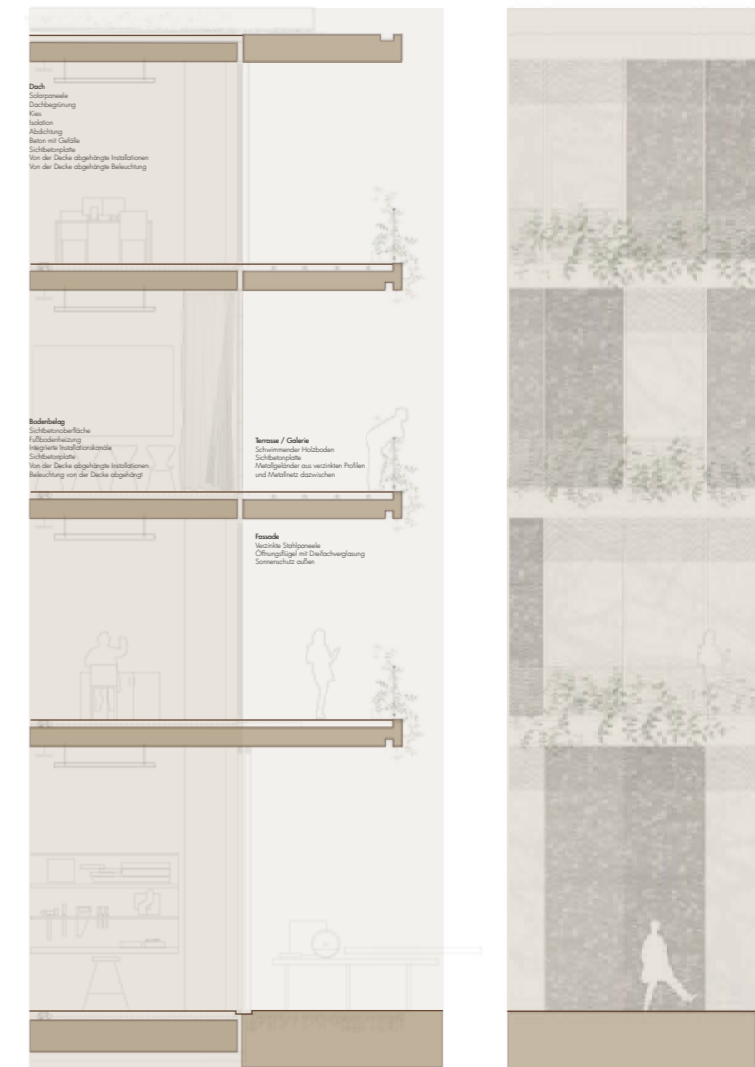 Dach
Solarpaneele
Dachbegrünung
Kies
Isolation
Abdichtung
Beton mit Gefälle
Sichtbetonplatte
Von der Decke abgehängte Installationen
Von der Decke abgehängte Beleuchtung
Bodenbelag
Sichtbetonoberfläche
Fußbodenheizung
Integrierte Installationskanäle
Sichtbetonplatte
Von der Decke abgehängte Installationen
Beleuchtung von der Decke abgehängt
Terrasse / Galerie
Schwimmender Holzboden
Sichtbetonplatte
Metallgeländer aus verzinkten Profilen
und Metallnetz dazwischen
Fassade
Verzinkte Stahlpaneele
Öffnungsflügel mit Dreifachverglasung
Sonnenschutz außen